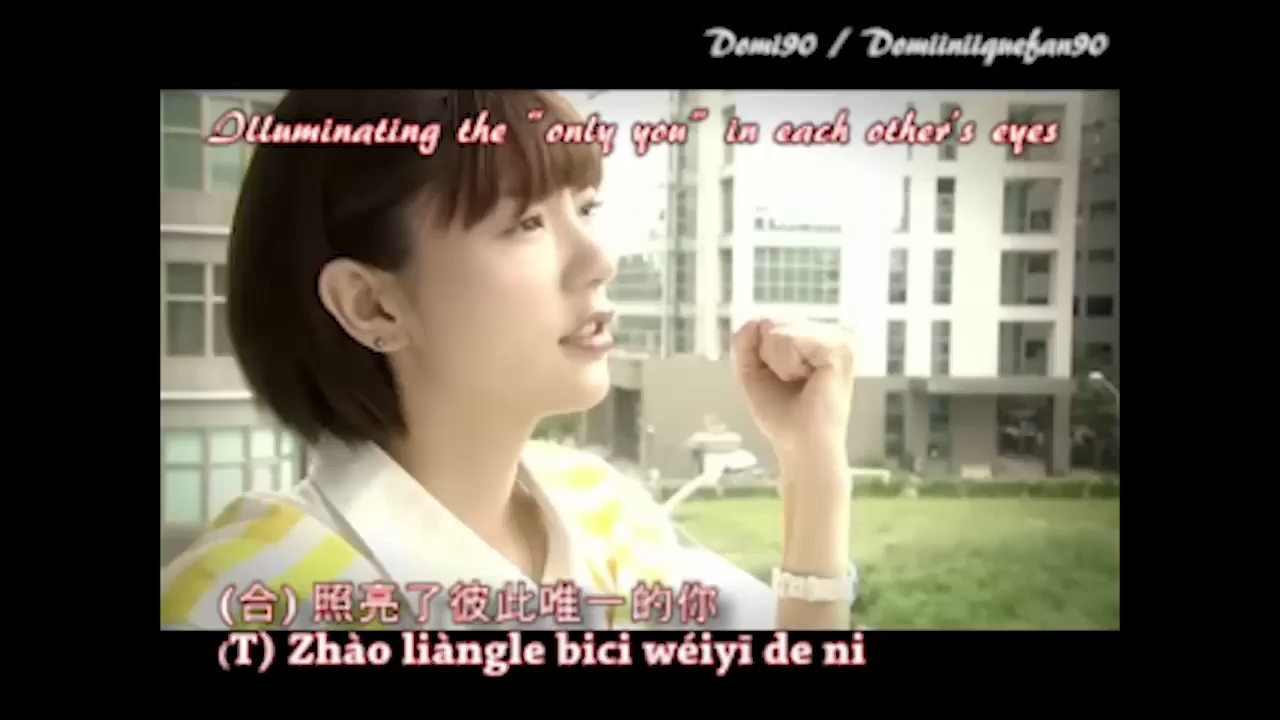 Domi90 / Domiiniiquefan90
Illuminating the "only you" in each other's eyes
(合) 照亮了彼此唯一的你
(T) Zhào liàngle bici wéiyī de ni